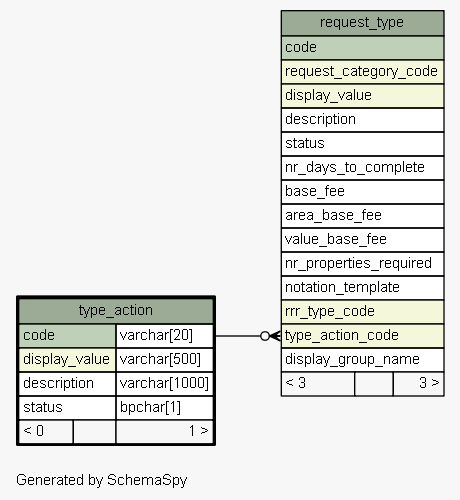 request_type
code
request_category_code
display_value
description
status
nr_days_to_complete
base_fee
area_base_fee
value_base_fee
nr_properties_required
notation_template
rrr_type_code
type_action_code
display_group_name
< 3 3 >
type_action
code varchar[20]
display_value varchar[500]
description varchar[1000]
status bpchar[1]
< 0 1 >
Generated by SchemaSpy